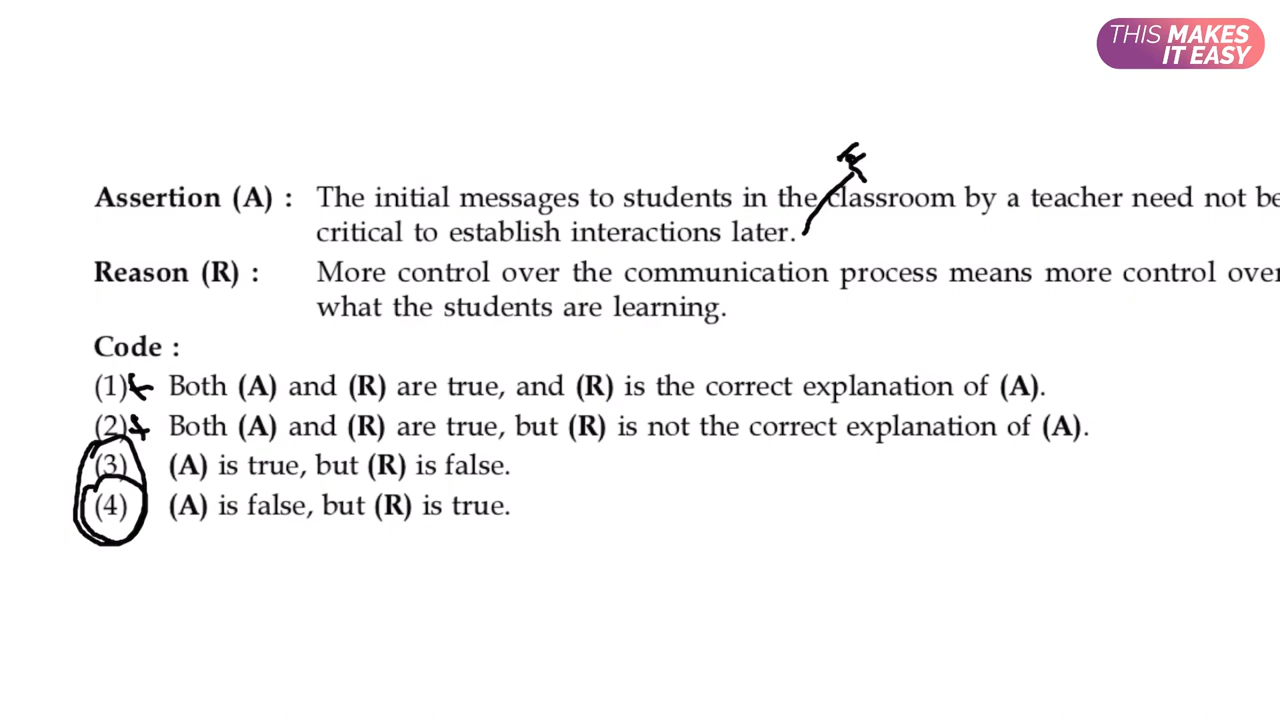 THIS MAKES
IT EASY
Assertion (A) : The initial messages to students in the classroom by a teacher need not be
critical to establish interactions later.
Reason (R) : More control over the communication process means more control over
what the students are learning.
Code :
(1) Both (A) and (R) are true, and (R) is the correct explanation of (A).
(2) Both (A) and (R) are true, but (R) is not the correct explanation of (A).
(3) (A) is true, but (R) is false.
(4) (A) is false, but (R) is true.